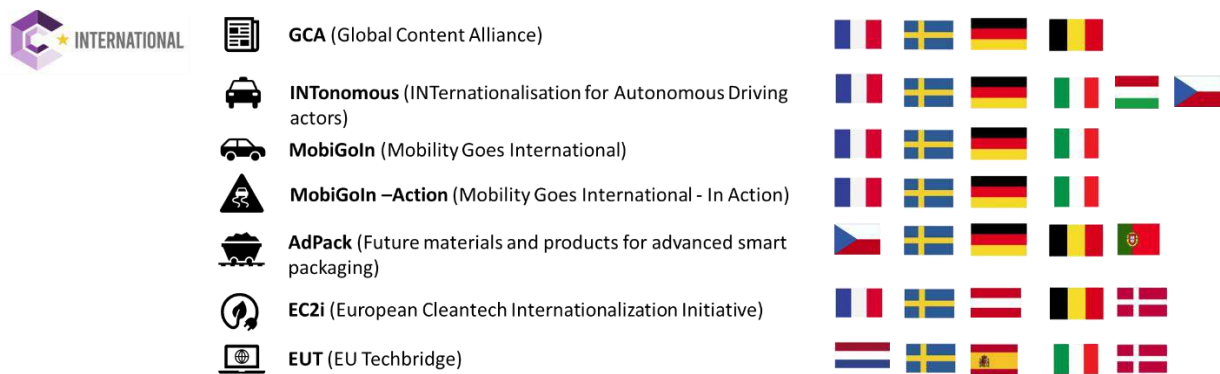 INTERNATIONAL
GCA (Global Content Alliance)
INTonomous (INTernationalisation for Autonomous Driving
actors)
MobiGoIn (Mobility Goes International)
MobiGoIn –Action (Mobility Goes International - In Action)
AdPack (Future materials and products for advanced smart
packaging)
EC2i (European Cleantech Internationalization Initiative)
EUT (EU Techbridge)